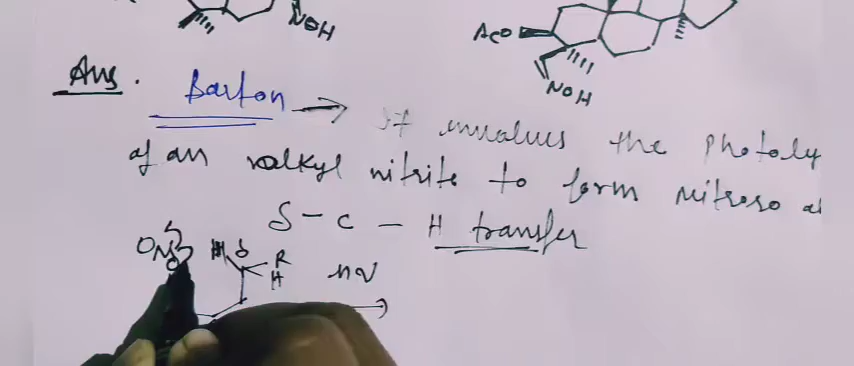 NOH
AcO
NOH
Ans.
Barton → It involves the photoly
of an alkyl nitrite to form nitroso al
δ - C - H transfer
ONO H δ R
H hν